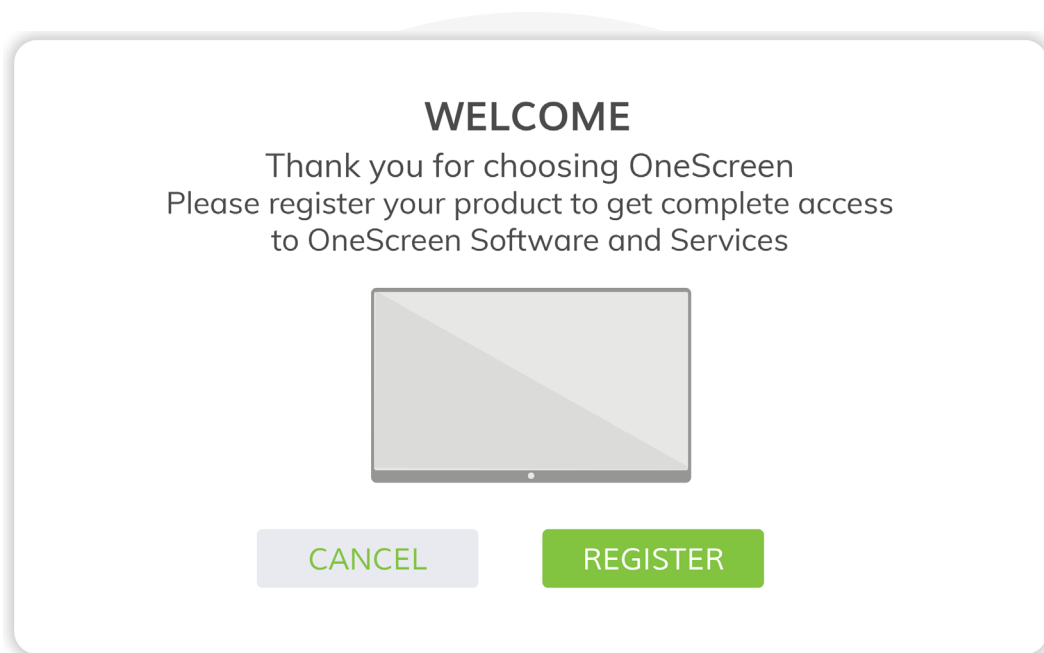 WELCOME
Thank you for choosing OneScreen
Please register your product to get complete access
to OneScreen Software and Services
CANCEL
REGISTER